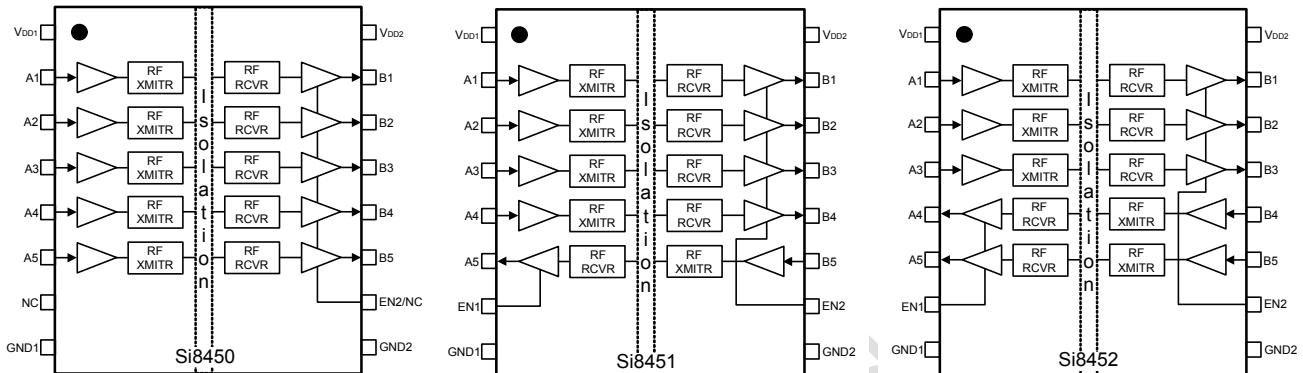 VDD1 VDD2
A1 RF XMITR RF RCVR B1
A2 RF XMITR RF RCVR B2
A3 RF XMITR RF RCVR B3
A4 RF XMITR RF RCVR B4
A5 RF XMITR RF RCVR B5
Isolation
NC EN2/NC
GND1 GND2
Si8450
VDD1 VDD2
A1 RF XMITR RF RCVR B1
A2 RF XMITR RF RCVR B2
A3 RF XMITR RF RCVR B3
A4 RF XMITR RF RCVR B4
A5 RF RCVR RF XMITR B5
Isolation
EN1 EN2
GND1 GND2
Si8451
VDD1 VDD2
A1 RF XMITR RF RCVR B1
A2 RF XMITR RF RCVR B2
A3 RF XMITR RF RCVR B3
A4 RF RCVR RF XMITR B4
A5 RF RCVR RF XMITR B5
Isolation
EN1 EN2
GND1 GND2
Si8452